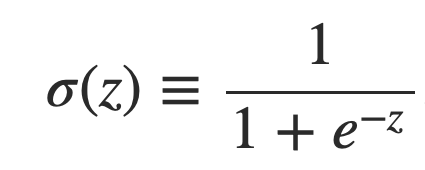 σ(z) ≡ 1 / (1 + e^{-z})